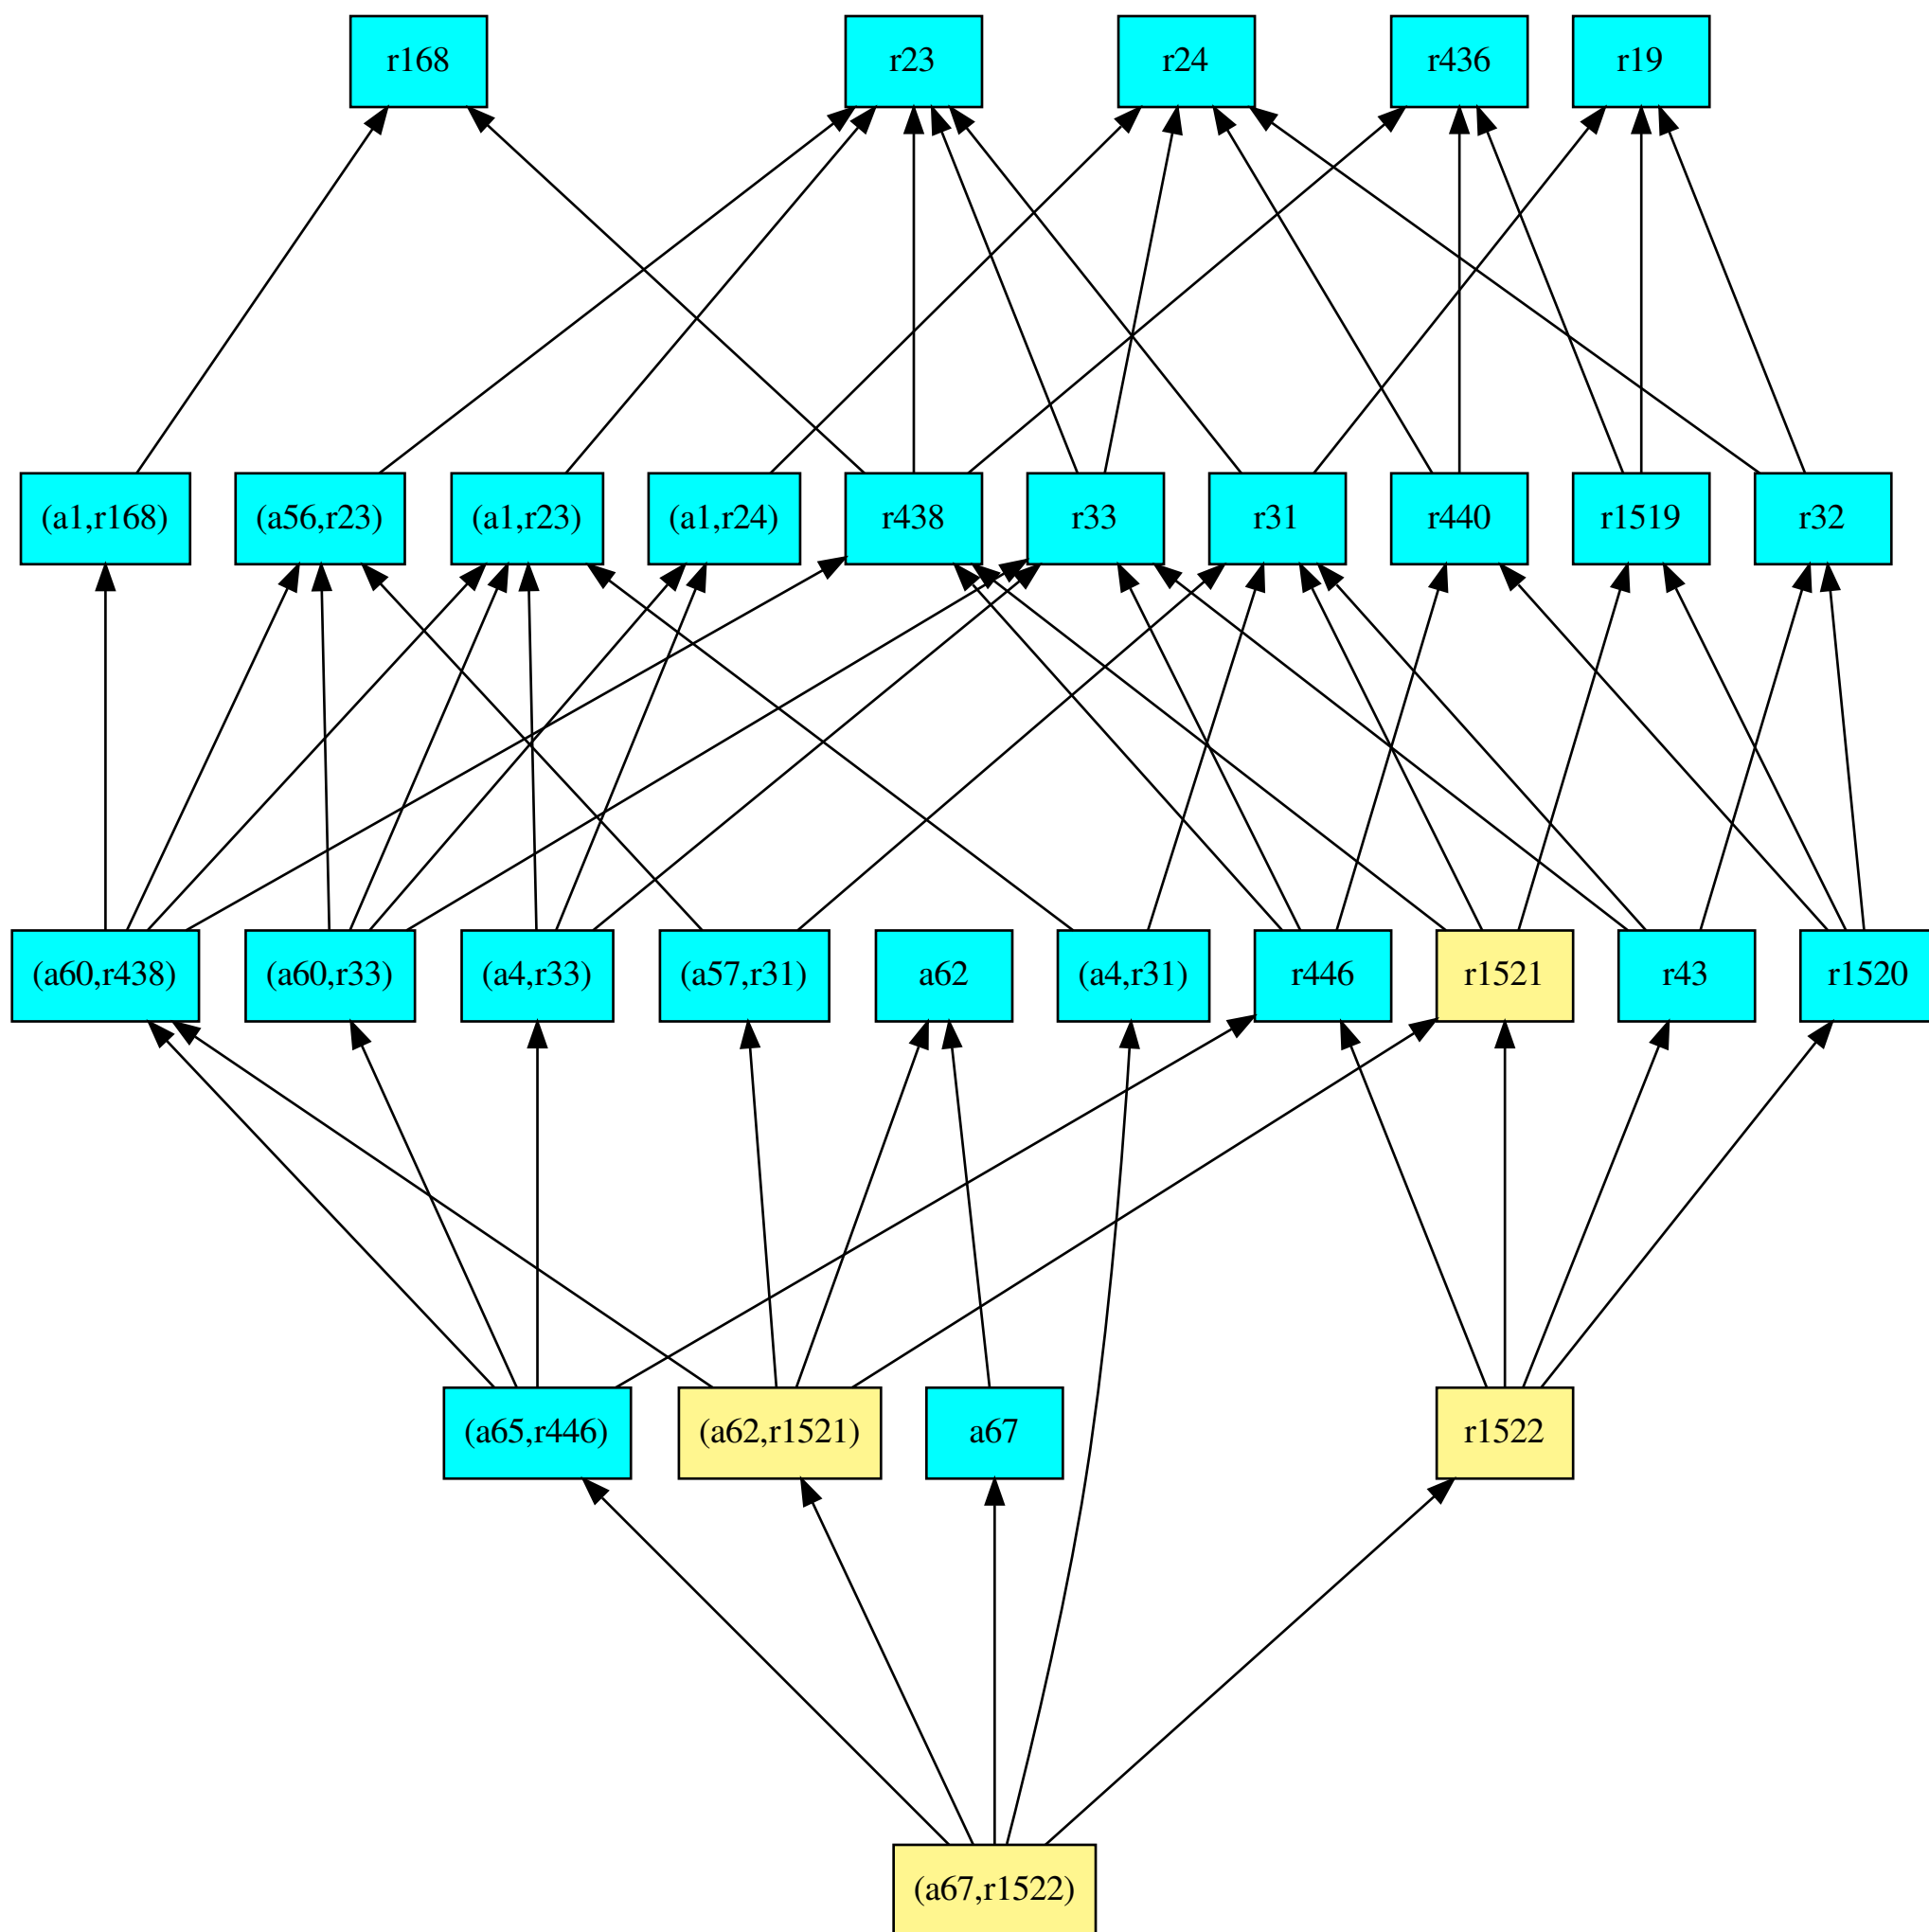 r168
r23
r24
r436
r19
(a1,r168)
(a56,r23)
(a1,r23)
(a1,r24)
r438
r33
r31
r440
r1519
r32
(a60,r438)
(a60,r33)
(a4,r33)
(a57,r31)
a62
(a4,r31)
r446
r1521
r43
r1520
(a65,r446)
(a62,r1521)
a67
r1522
(a67,r1522)